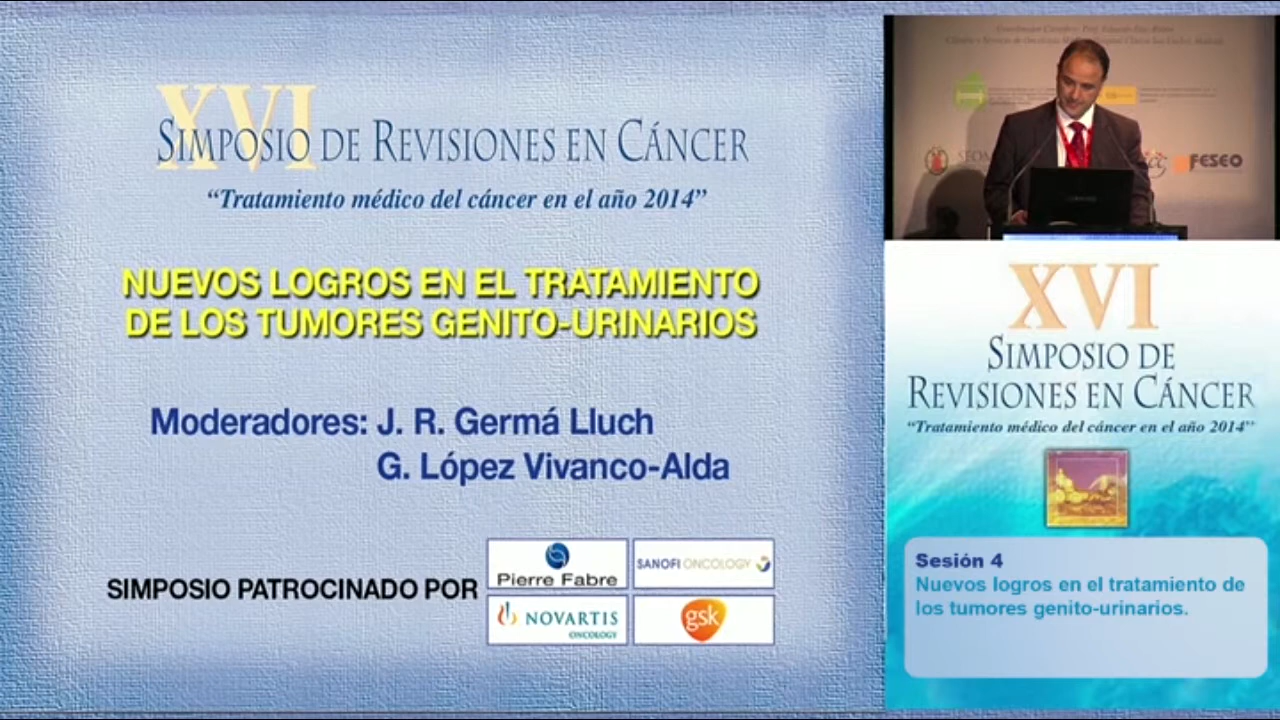 XVI
SIMPOSIO DE REVISIONES EN CÁNCER
“Tratamiento médico del cáncer en el año 2014”
NUEVOS LOGROS EN EL TRATAMIENTO
DE LOS TUMORES GENITO-URINARIOS
Moderadores: J. R. Germá Lluch
G. López Vivanco-Alda
SIMPOSIO PATROCINADO POR
Pierre Fabre
SANOFI ONCOLOGY
NOVARTIS
ONCOLOGY
gsk
SEOM
FESEO
XVI
SIMPOSIO DE
REVISIONES EN CÁNCER
“Tratamiento médico del cáncer en el año 2014”
Sesión 4
Nuevos logros en el tratamiento de
los tumores genito-urinarios.